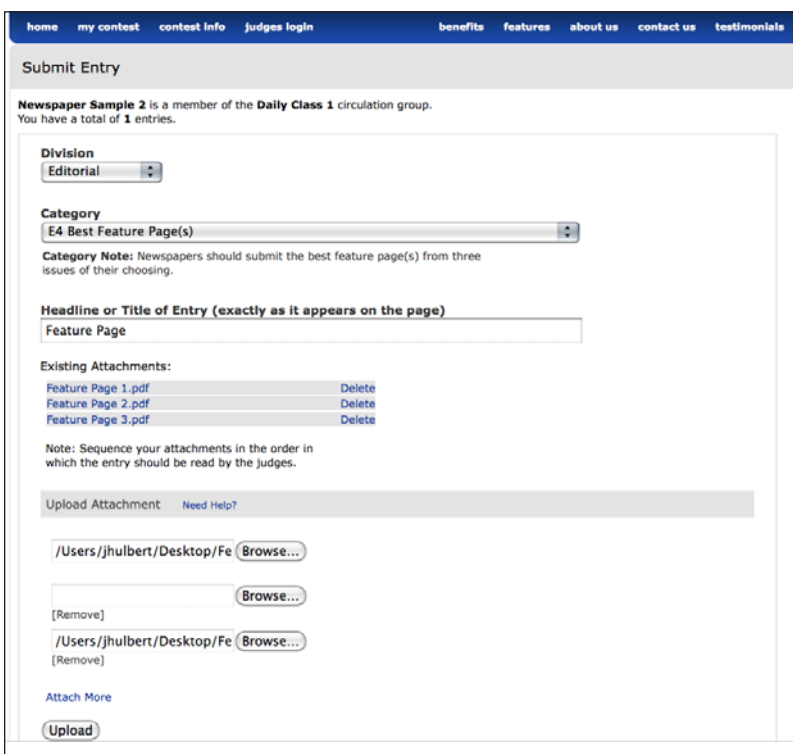 home my contest contest info judges login benefits features about us contact us testimonials
Submit Entry
Newspaper Sample 2 is a member of the Daily Class 1 circulation group.
You have a total of 1 entries.
Division
Editorial
Category
E4 Best Feature Page(s)
Category Note: Newspapers should submit the best feature page(s) from three
issues of their choosing.
Headline or Title of Entry (exactly as it appears on the page)
Feature Page
Existing Attachments:
Feature Page 1.pdf Delete
Feature Page 2.pdf Delete
Feature Page 3.pdf Delete
Note: Sequence your attachments in the order in
which the entry should be read by the judges.
Upload Attachment Need Help?
/Users/jhulbert/Desktop/Fe Browse...
Browse...
[Remove]
/Users/jhulbert/Desktop/Fe Browse...
[Remove]
Attach More
Upload